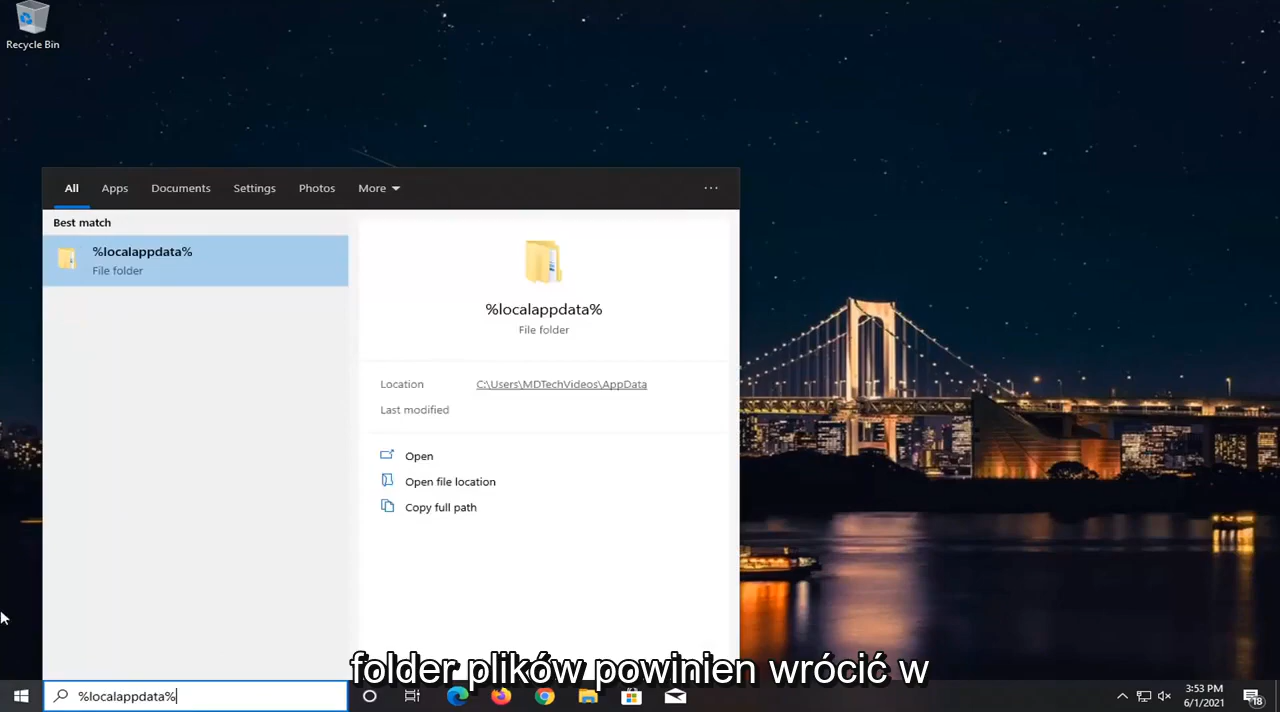 Recycle Bin
All Apps Documents Settings Photos More ...
Best match
%localappdata%
File folder
%localappdata%
File folder
Location C:\Users\MDTechVideos\AppData
Last modified
Open
Open file location
Copy full path
folder plików powinien wrócić w
%localappdata%
3:53 PM
6/1/2021
18